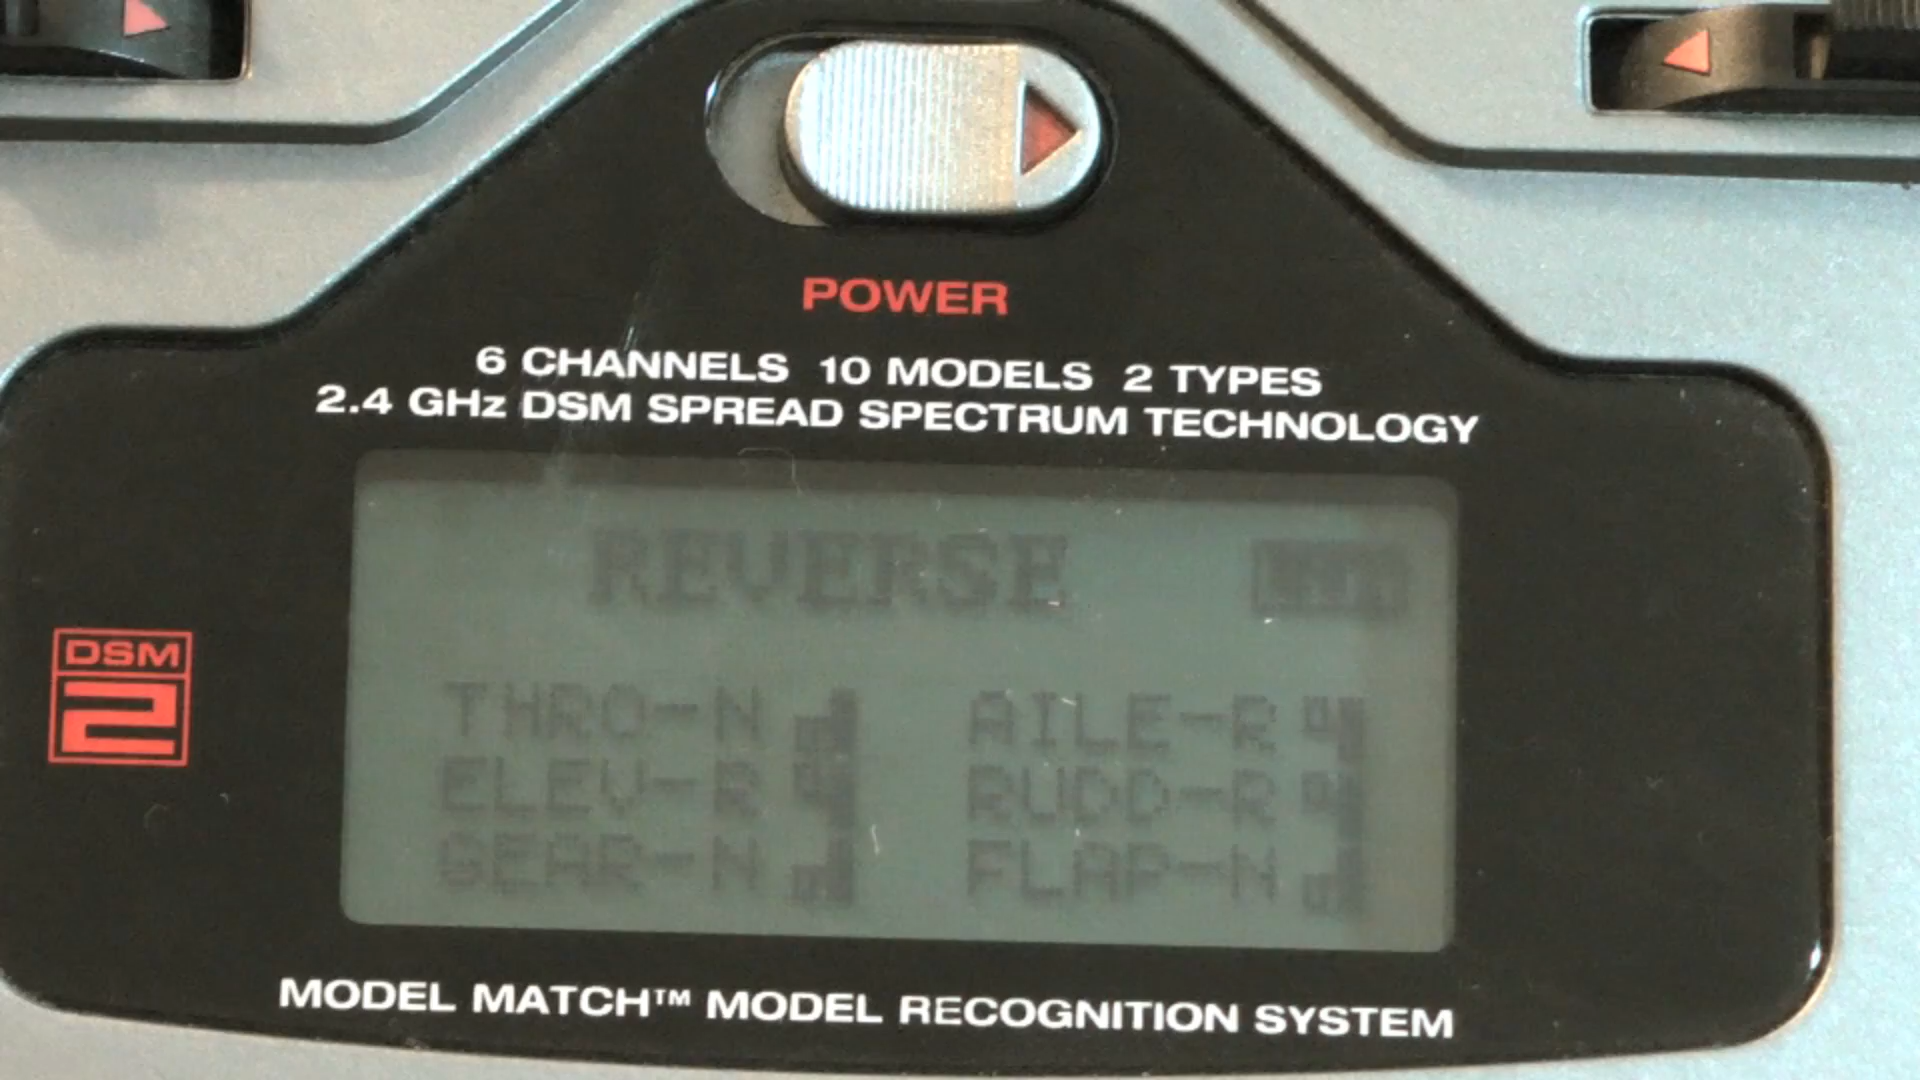 POWER
6 CHANNELS 10 MODELS 2 TYPES
2.4 GHz DSM SPREAD SPECTRUM TECHNOLOGY
REVERSE
THRO-N AILE-R
ELEV-R RUDD-R
GEAR-N FLAP-N
DSM
2
MODEL MATCH™ MODEL RECOGNITION SYSTEM